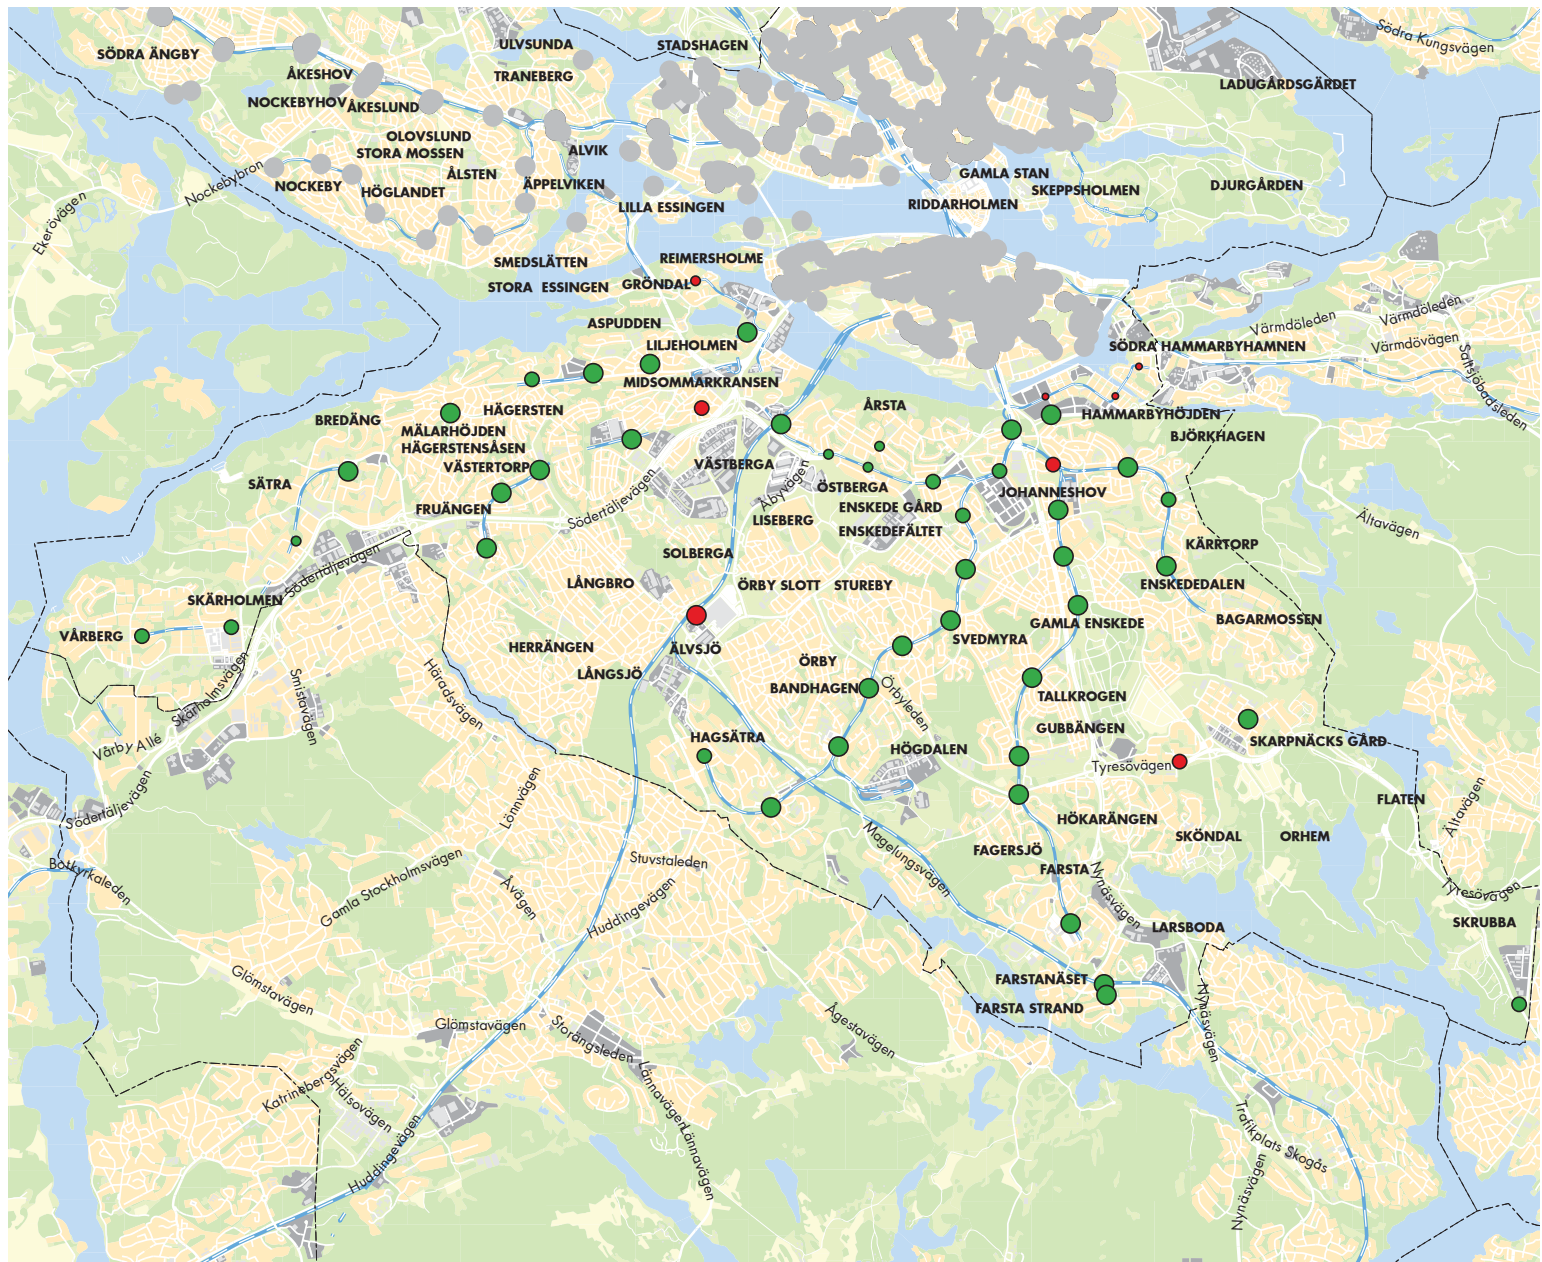 Södra Kungsvägen
ULVSUNDA
STADSHAGEN
SÖDRA ÄNGBY
ÅKESHOV
TRANEBERG
LADUGÅRDSGÄRDET
NOCKEBYHOV
ÅKESLUND
OLOVSLUND
STORA MOSSEN
ALVIK
Nockebybron
ÅLSTEN
GAMLA STAN
NOCKEBY
HÖGLANDET
ÄPPELVIKEN
SKEPPSHOLMEN
DJURGÅRDEN
Ekerövägen
LILLA ESSINGEN
RIDDARHOLMEN
SMEDSLÄTTEN
REIMERSHOLME
STORA ESSINGEN
GRÖNDAL
Värmdöleden
Värmdöleden
ASPUDDEN
LILJEHOLMEN
SÖDRA HAMMARBYHAMNEN
Värmdövägen
Saltsjöbadsleden
MIDSOMMARKRANSEN
BREDÄNG
HÄGERSTEN
ÅRSTA
HAMMARBYHÖJDEN
MÄLARHÖJDEN
BJÖRKHAGEN
HÄGERSTENSÅSEN
VÄSTERTORP
VÄSTBERGA
SÄTRA
Södertäljevägen
Åbyvägen
ÖSTBERGA
JOHANNESHOV
FRUÄNGEN
LISEBERG
ENSKEDE GÅRD
Ältavägen
ENSKEDEFÄLTET
KÄRRTORP
SOLBERGA
Södertäljevägen
LÅNGBRO
ÖRBY SLOTT
STUREBY
ENSKEDEDALEN
SKÄRHOLMEN
BAGARMOSSEN
VÅRBERG
GAMLA ENSKEDE
HERRÄNGEN
ÄLVSJÖ
SVEDMYRA
LÅNGSJÖ
ÖRBY
Skärholmsvägen
Smistavägen
Häradsvägen
BANDHAGEN
Örbyleden
TALLKROGEN
Vårby Allé
HAGSÄTRA
HÖGDALEN
GUBBÄNGEN
SKARPNÄCKS GÅRD
Tyresövägen
Södertäljevägen
Lönnvägen
FLATEN
Ältavägen
HÖKARÄNGEN
SKÖNDAL
ORHEM
Magelungsvägen
FAGERSJÖ
Botkyrkaleden
Gamla Stockholmsvägen
Stuvstaleden
FARSTA
Nynäsvägen
Tyresövägen
Åvägen
Huddingevägen
LARSBODA
SKRUBBA
Glömstavägen
FARSTANÄSET
FARSTA STRAND
Nynäsvägen
Glömstavägen
Storängsleden
Ågestavägen
Katrinebergsvägen
Hälsovägen
Lännavägen
Lännavägen
Huddingevägen
Trafikplats Skogås
Nynäsvägen